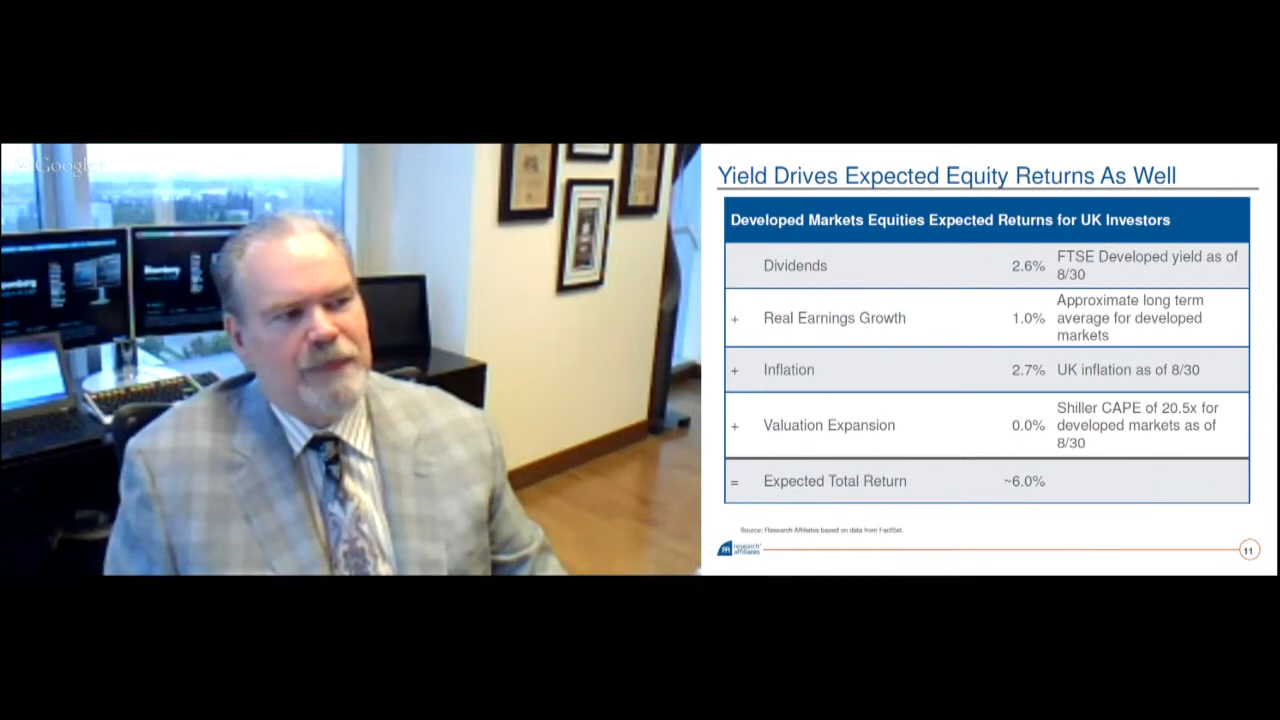 Google+
Bloomberg
Yield Drives Expected Equity Returns As Well
Developed Markets Equities Expected Returns for UK Investors
Dividends 2.6% FTSE Developed yield as of
8/30
+ Real Earnings Growth 1.0% Approximate long term
average for developed
markets
+ Inflation 2.7% UK inflation as of 8/30
+ Valuation Expansion 0.0% Shiller CAPE of 20.5x for
developed markets as of
8/30
= Expected Total Return ~6.0%
Source: Research Affiliates based on data from FactSet.
research
affiliates
11